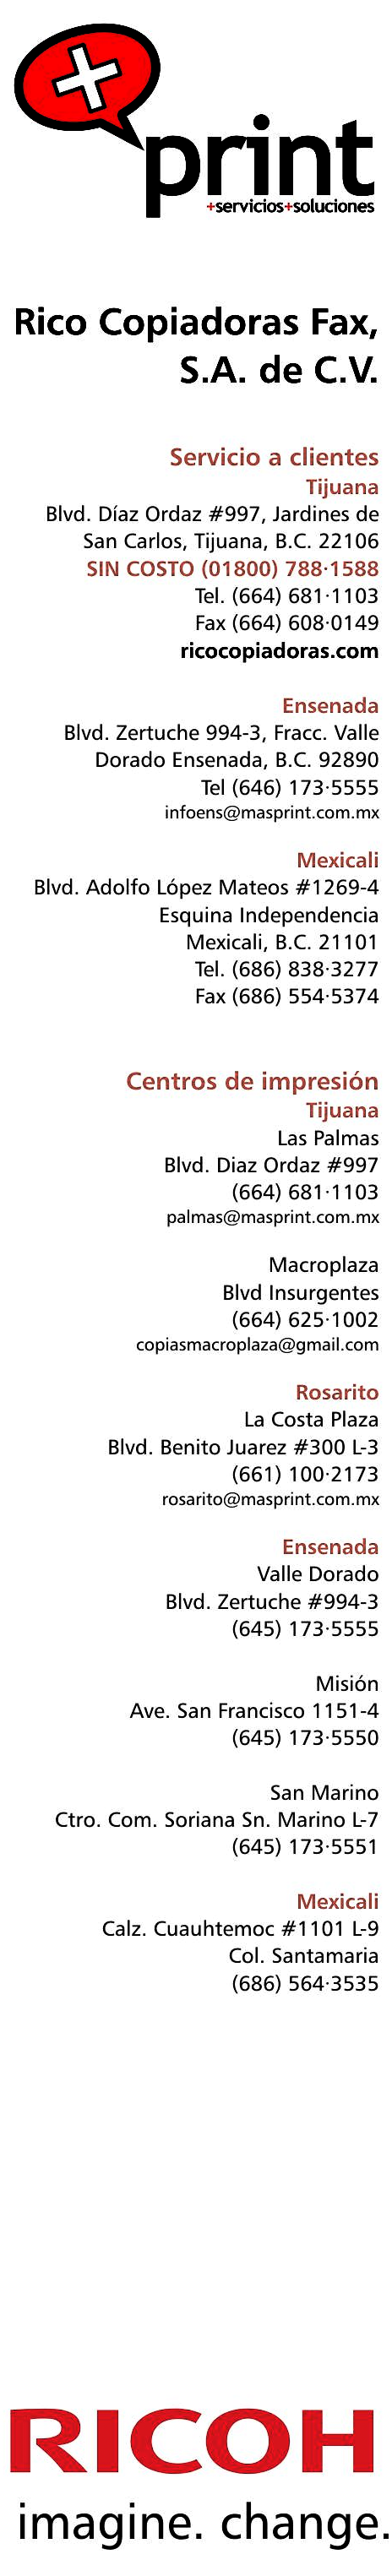 print
+servicios+soluciones
Rico Copiadoras Fax,
S.A. de C.V.
Servicio a clientes
Tijuana
Blvd. Díaz Ordaz #997, Jardines de
San Carlos, Tijuana, B.C. 22106
SIN COSTO (01800) 788·1588
Tel. (664) 681·1103
Fax (664) 608·0149
ricocopiadoras.com
Ensenada
Blvd. Zertuche 994-3, Fracc. Valle
Dorado Ensenada, B.C. 92890
Tel (646) 173·5555
infoens@masprint.com.mx
Mexicali
Blvd. Adolfo López Mateos #1269-4
Esquina Independencia
Mexicali, B.C. 21101
Tel. (686) 838·3277
Fax (686) 554·5374
Centros de impresión
Tijuana
Las Palmas
Blvd. Diaz Ordaz #997
(664) 681·1103
palmas@masprint.com.mx
Macroplaza
Blvd Insurgentes
(664) 625·1002
copiasmacroplaza@gmail.com
Rosarito
La Costa Plaza
Blvd. Benito Juarez #300 L-3
(661) 100·2173
rosarito@masprint.com.mx
Ensenada
Valle Dorado
Blvd. Zertuche #994-3
(645) 173·5555
Misión
Ave. San Francisco 1151-4
(645) 173·5550
San Marino
Ctro. Com. Soriana Sn. Marino L-7
(645) 173·5551
Mexicali
Calz. Cuauhtemoc #1101 L-9
Col. Santamaria
(686) 564·3535
RICOH
imagine. change.